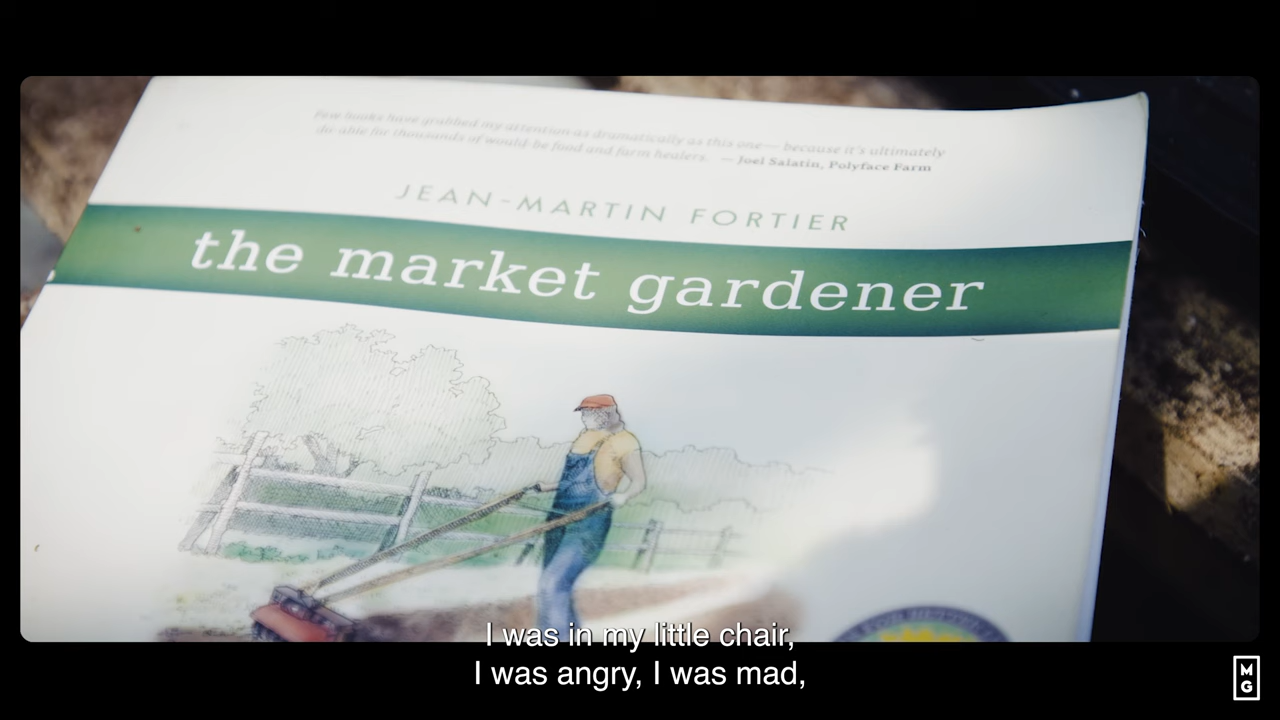 Few books have grabbed my attention as dramatically as this one— because it's ultimately
do-able for thousands of would-be food and farm healers. — Joel Salatin, Polyface Farm
JEAN-MARTIN FORTIER
the market gardener
I was in my little chair,
I was angry, I was mad,
M
G